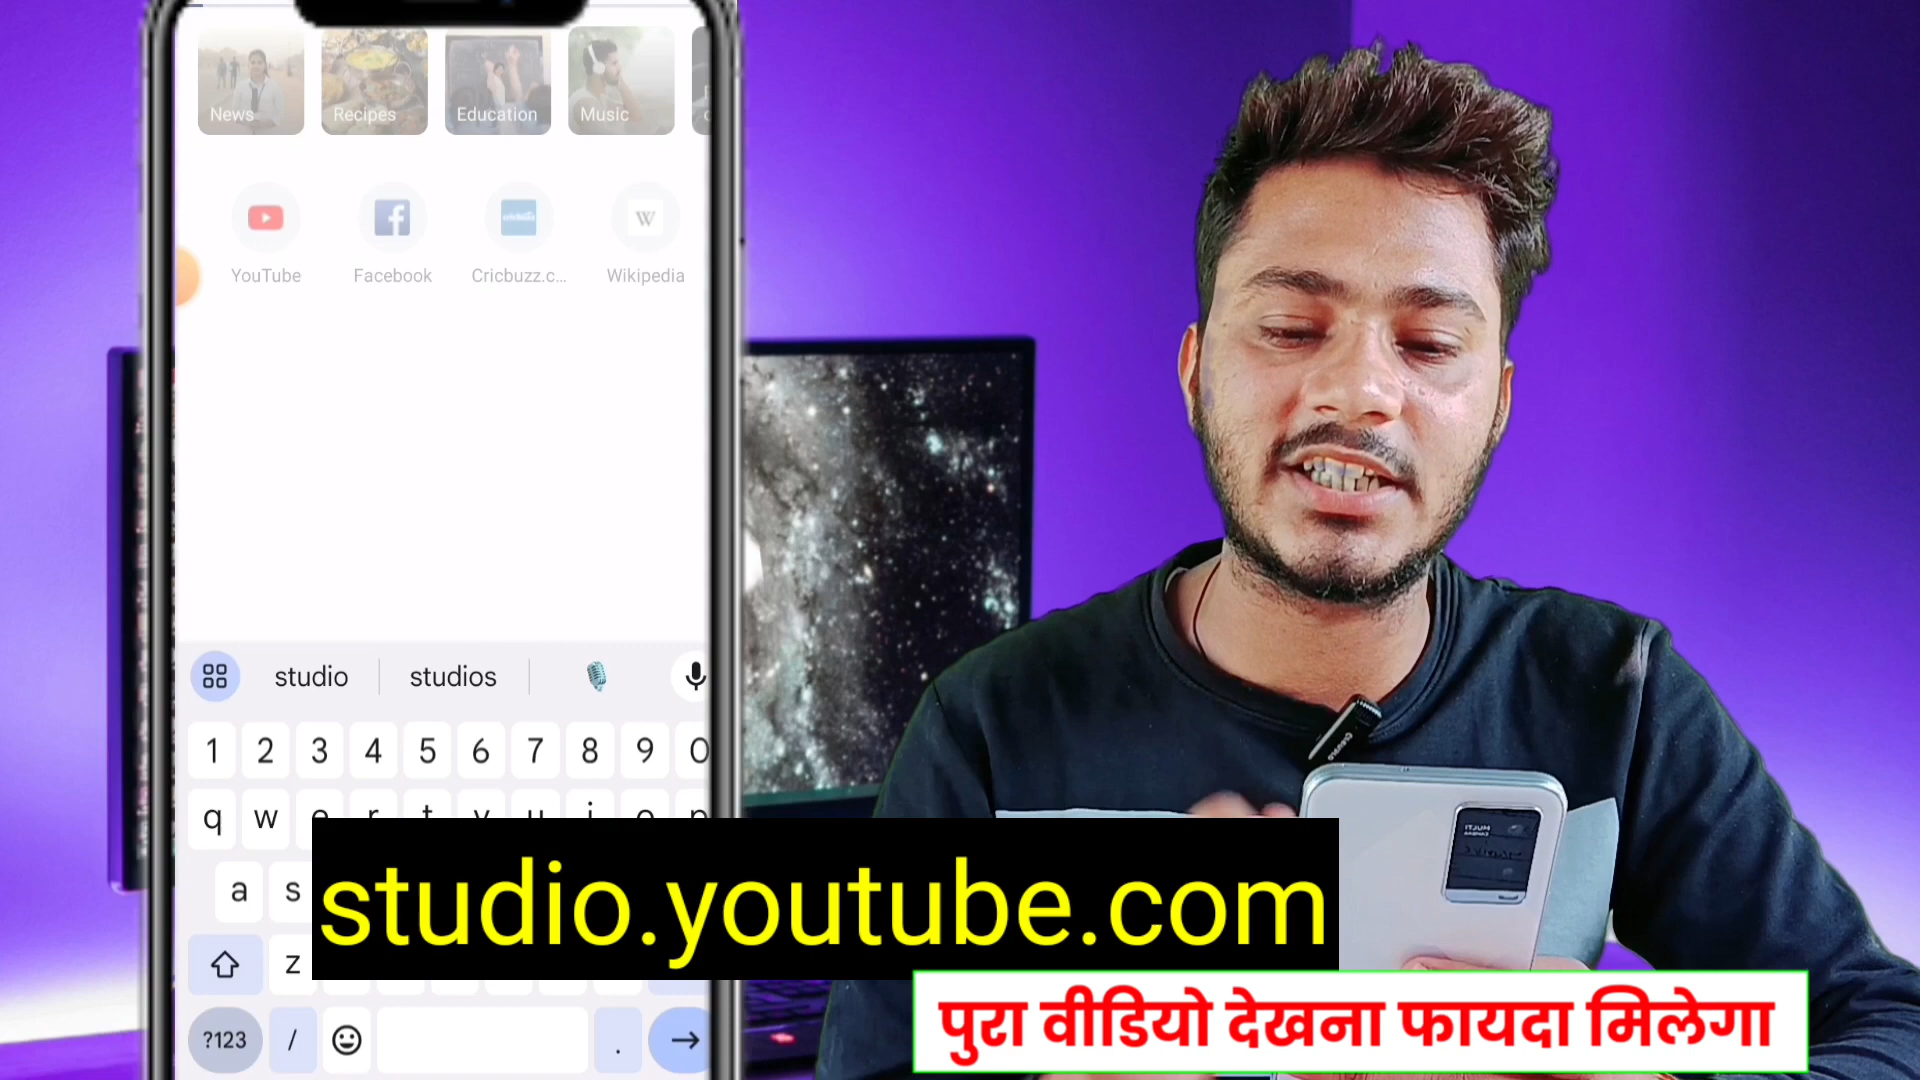 News Recipes Education Music
YouTube Facebook Cricbuzz.c... Wikipedia
studio studios
1 2 3 4 5 6 7 8 9 0
q w e r t y u i o p
a s
studio.youtube.com
z
पुरा वीडियो देखना फायदा मिलेगा
?123 / .